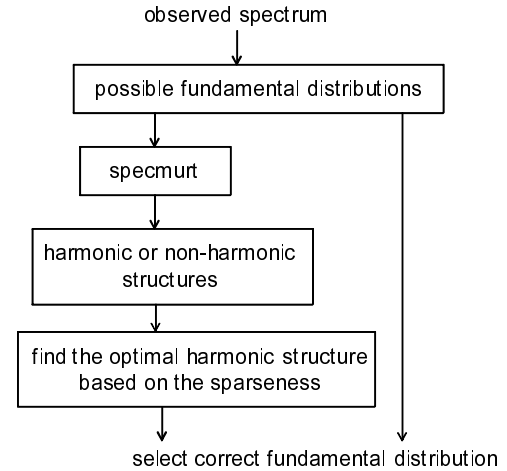 observed spectrum
possible fundamental distributions
specmurt
harmonic or non-harmonic
structures
find the optimal harmonic structure
based on the sparseness
select correct fundamental distribution